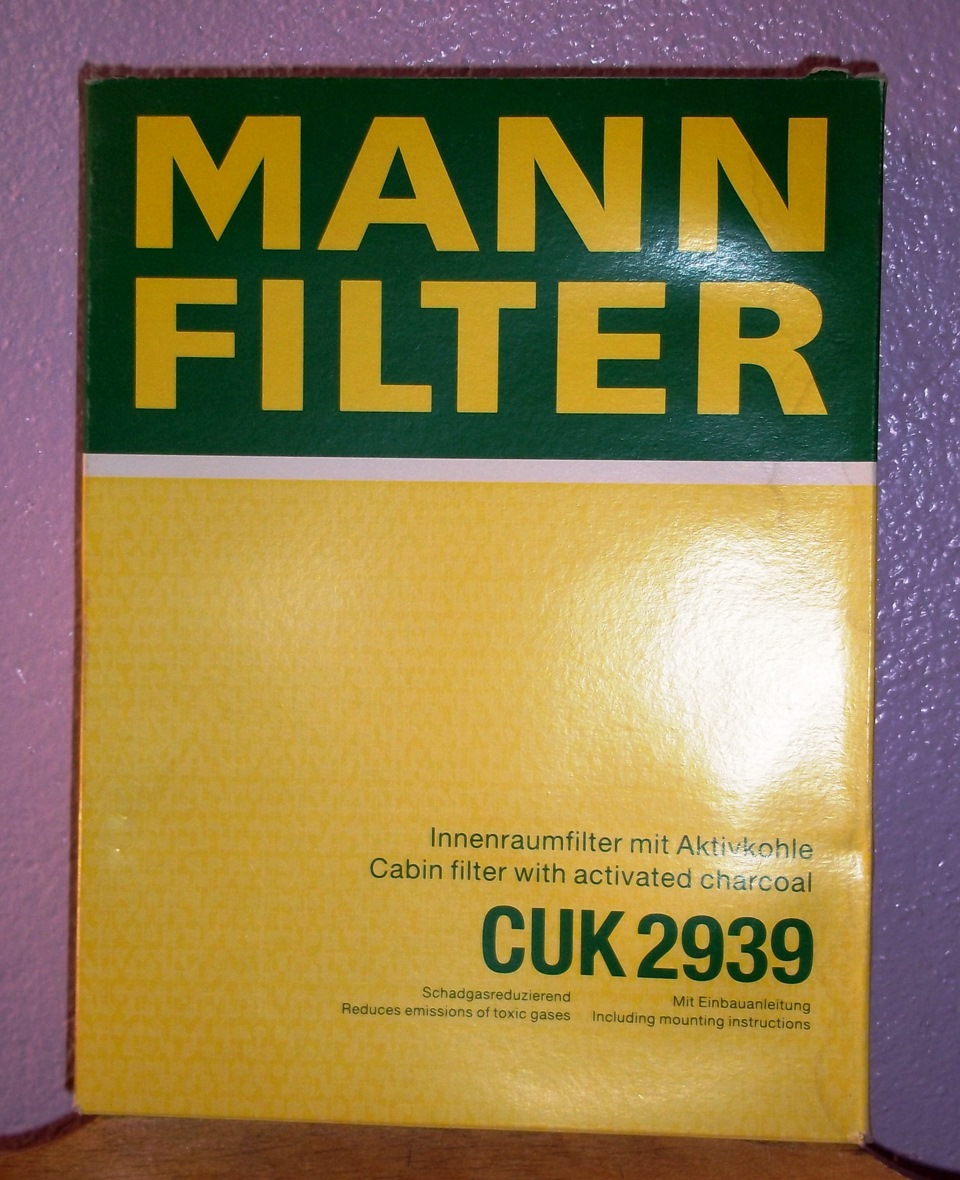 MANN
FILTER
Innenraumfilter mit Aktivkohle
Cabin filter with activated charcoal
CUK 2939
Schadgasreduzierend
Reduces emissions of toxic gases
Mit Einbauanleitung
Including mounting instructions